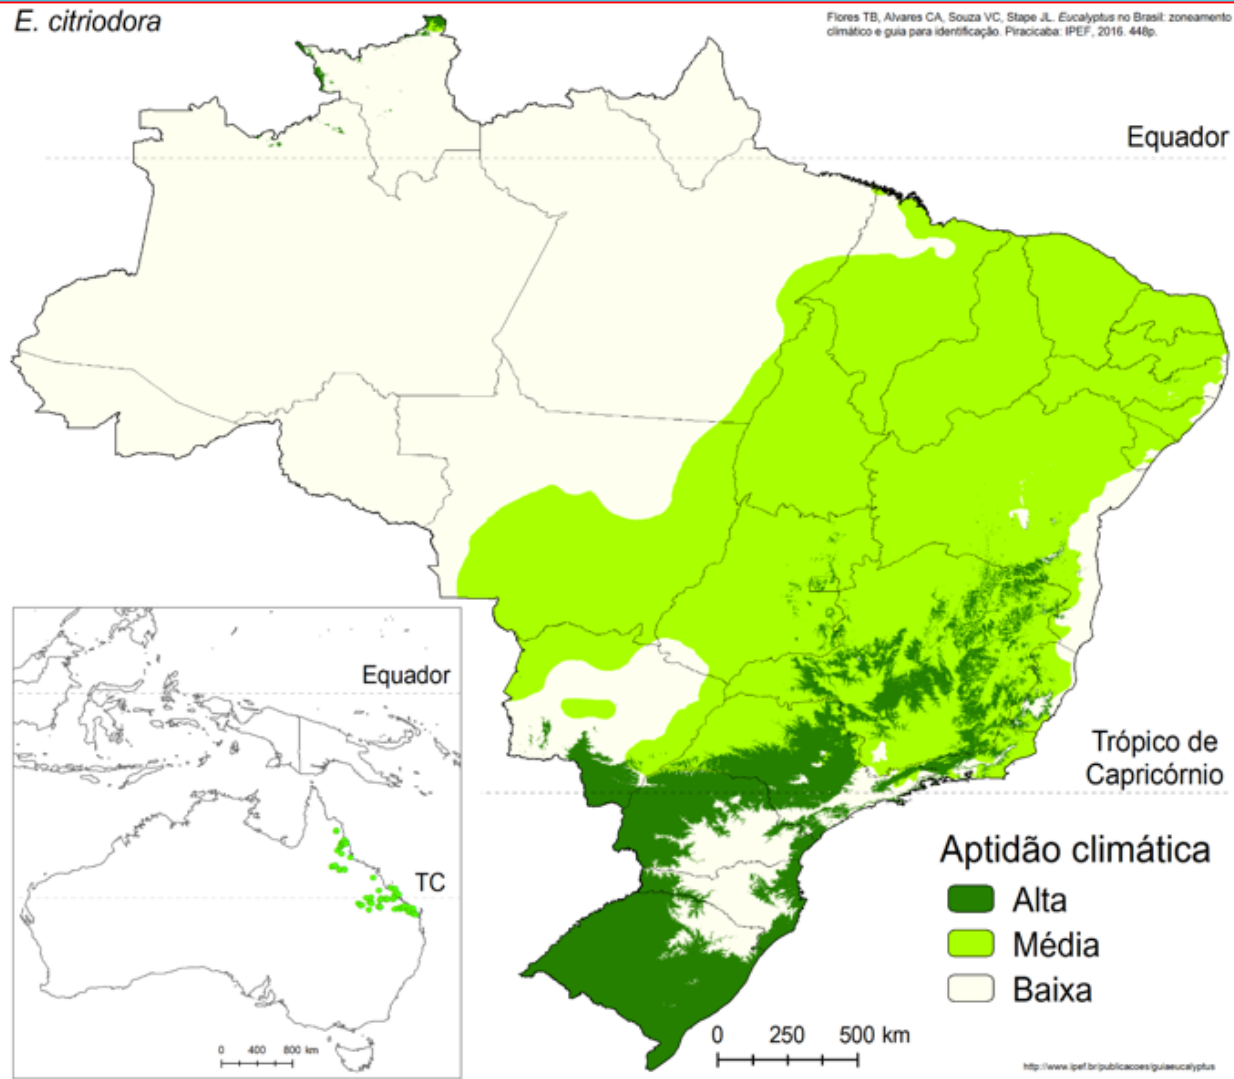 E. citriodora
Flores TB, Alvares CA, Souza VC, Stape JL. Eucalyptus no Brasil: zoneamento
climático e guia para identificação. Piracicaba: IPEF, 2016. 448p.
Equador
Equador
TC
0 400 800 km
Trópico de
Capricórnio
Aptidão climática
Alta
Média
Baixa
0 250 500 km
http://www.ipef.br/publicacoes/guiaeucalyptus